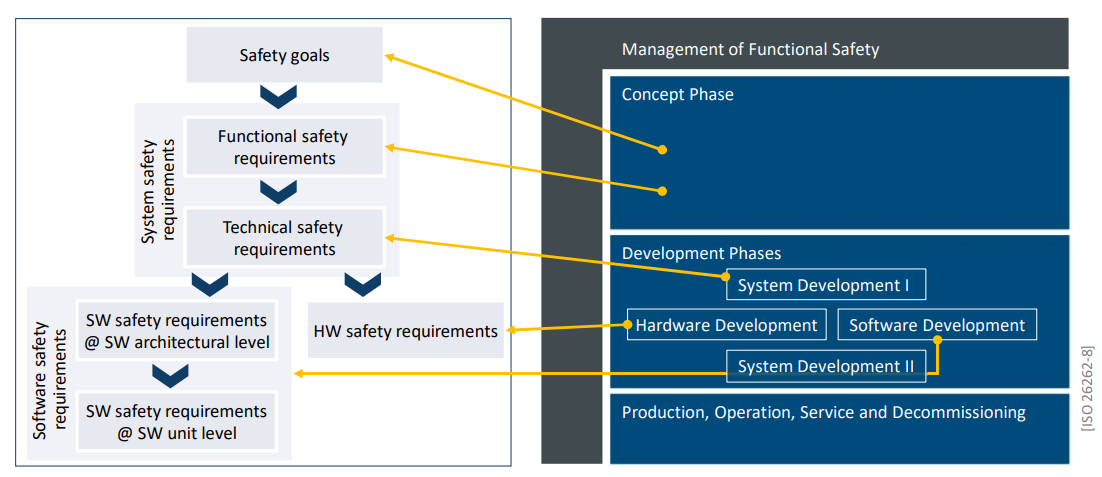 Safety goals
Functional safety
requirements
System safety
requirements
Technical safety
requirements
SW safety requirements
@ SW architectural level
HW safety requirements
Software safety
requirements
SW safety requirements
@ SW unit level
Management of Functional Safety
Concept Phase
Development Phases
System Development I
Hardware Development
Software Development
System Development II
Production, Operation, Service and Decommissioning
[ISO 26262-8]